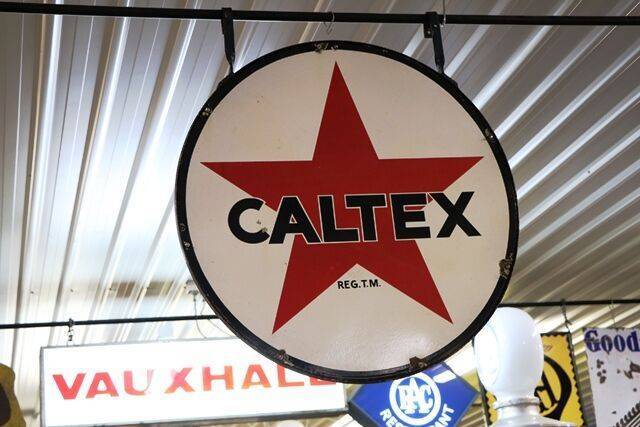 CALTEX
REG.T.M.
VAUXHALL
RAC
Good